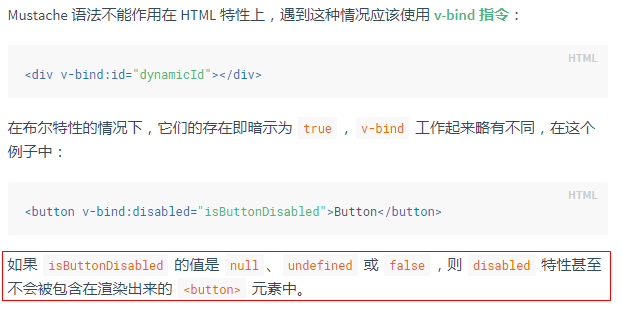 Mustache 语法不能作用在 HTML 特性上，遇到这种情况应该使用 v-bind 指令：
HTML
<div v-bind:id="dynamicId"></div>
在布尔特性的情况下，它们的存在即暗示为 true ，v-bind 工作起来略有不同，在这个
例子中：
HTML
<button v-bind:disabled="isButtonDisabled">Button</button>
如果 isButtonDisabled 的值是 null 、 undefined 或 false ，则 disabled 特性甚至
不会被包含在渲染出来的 <button> 元素中。